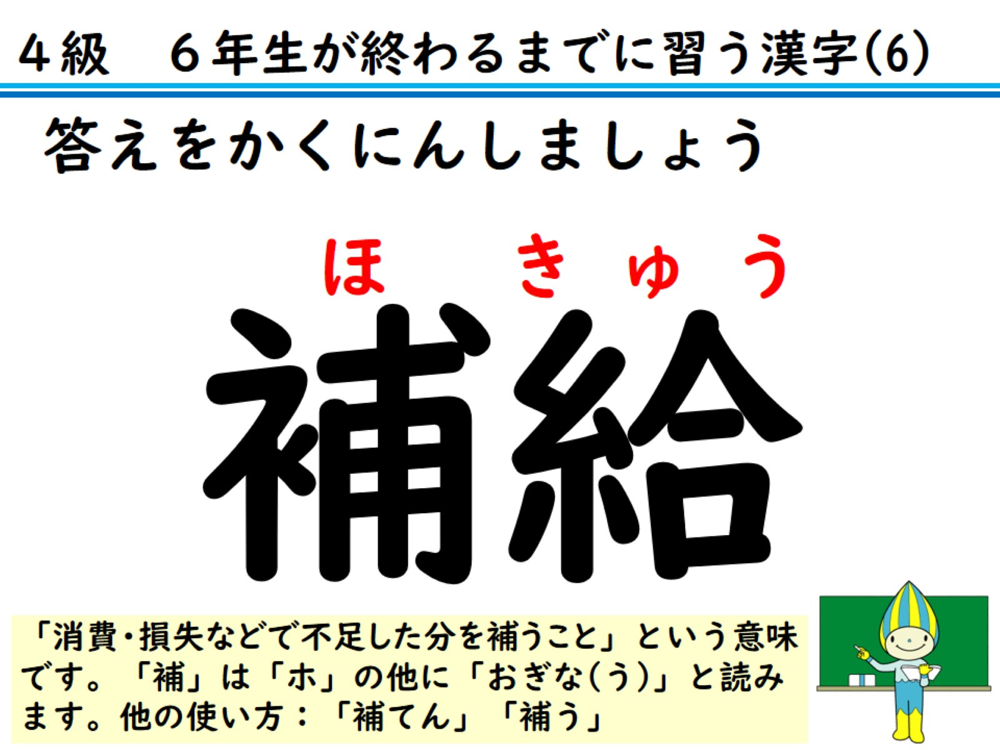 ４級　６年生が終わるまでに習う漢字(6)
答えをかくにんしましょう
ほ　きゅう
補給
「消費・損失などで不足した分を補うこと」という意味
です。「補」は「ホ」の他に「おぎな(う)」と読み
ます。他の使い方：「補てん」「補う」